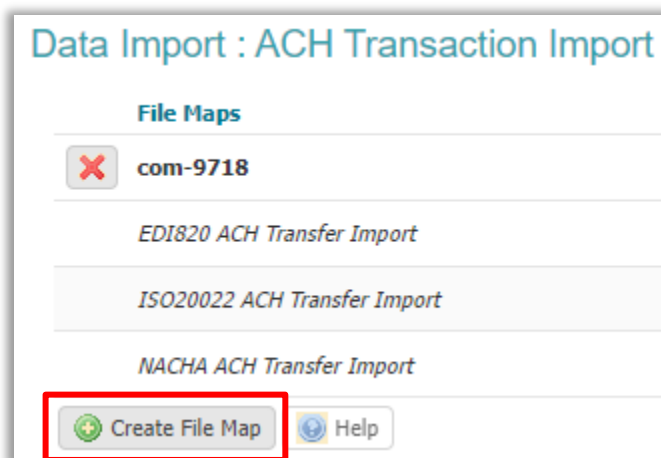 Data Import : ACH Transaction Import
File Maps
com-9718
EDI820 ACH Transfer Import
ISO20022 ACH Transfer Import
NACHA ACH Transfer Import
Create File Map Help